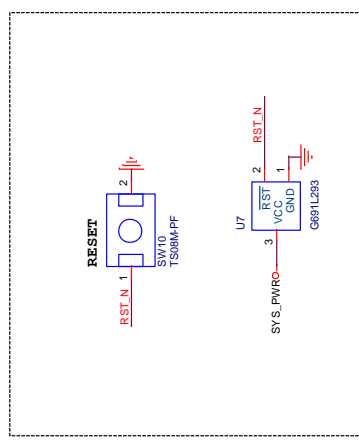 RESET
RST_N
1
2
SW10
TS08M-PF
U7
SYS_PWR
3
RST
VCC
GND
2
1
RST_N
G691L293